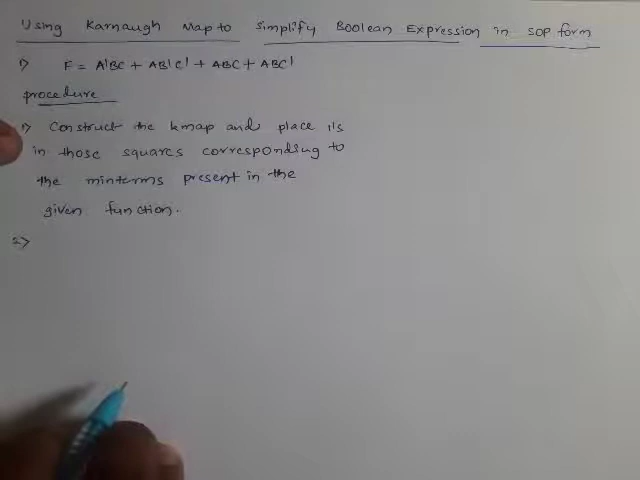 Using Karnaugh Map to simplify Boolean Expression in SOP form
1) F = A'BC + AB'C' + ABC + ABC'
procedure
1) Construct the kmap and place 1's
in those squares corresponding to
the minterms present in the
given function.
2)